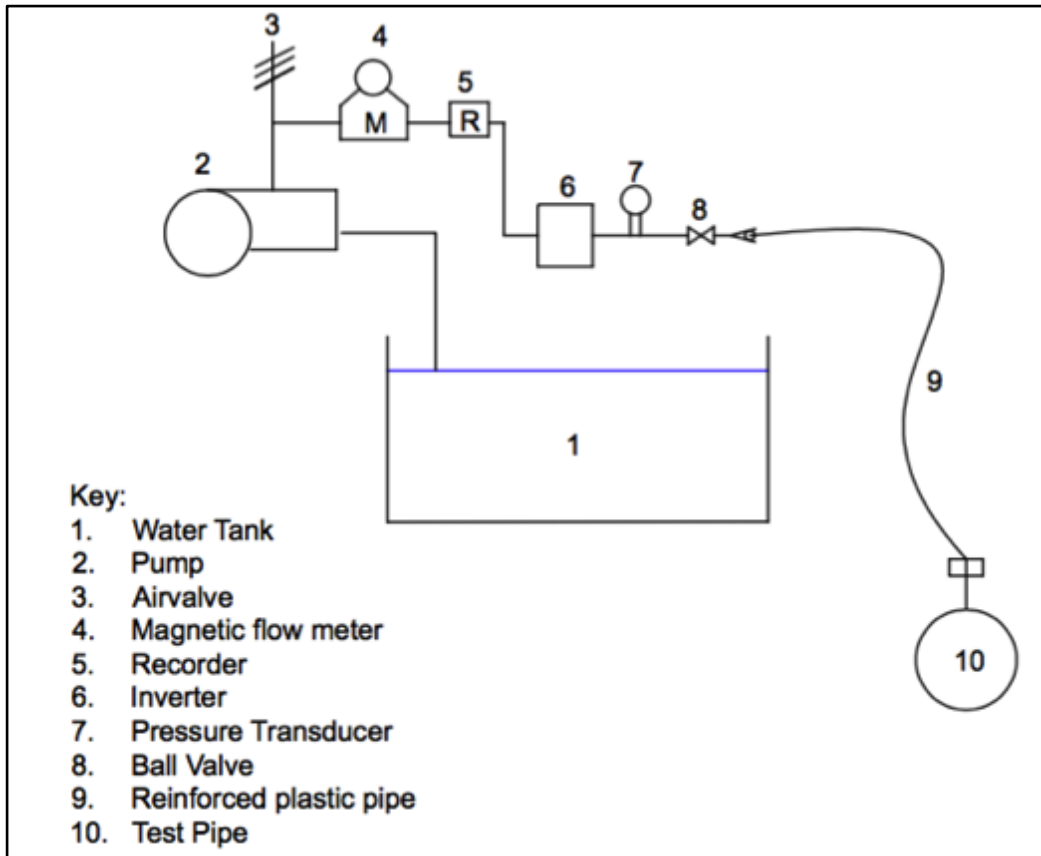 3
4
5
M
R
2
6
7
8
9
1
10
Key:
1. Water Tank
2. Pump
3. Airvalve
4. Magnetic flow meter
5. Recorder
6. Inverter
7. Pressure Transducer
8. Ball Valve
9. Reinforced plastic pipe
10. Test Pipe